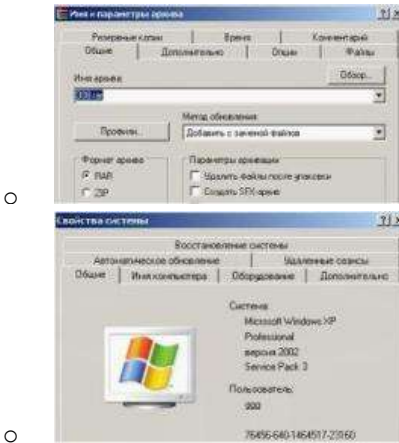 Имя и параметры архива
Резервные копии Время Комментарий
Общие Дополнительно Опции Файлы
Имя архива
Обзор...
Метод обновления
Профили... Добавить с заменой файлов
Формат архива Параметры архивации
RAR Удалить файлы после упаковки
ZIP Создать SFX-архив
Свойства системы
Восстановление системы
Автоматическое обновление Удаленные сеансы
Общие Имя компьютера Оборудование Дополнительно
Система:
Microsoft Windows XP
Professional
версия 2002
Service Pack 3
Пользователь:
76456-640-1464517-23160